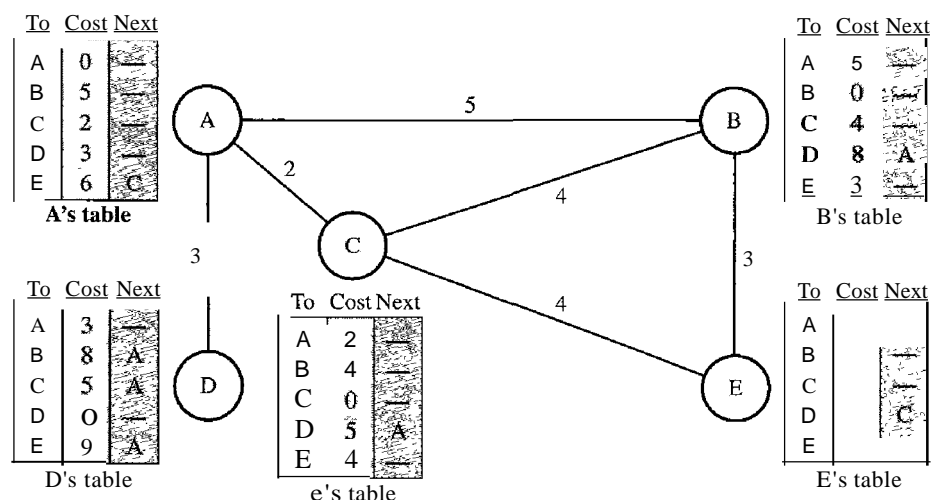 To Cost Next
A 0 —
B 5 —
C 2 —
D 3 —
E 6 C
A's table
To Cost Next
A 5 —
B 0 —
C 4 —
D 8 A
E 3 —
B's table
A
5
B
2
4
C
3
3
4
D
E
To Cost Next
A 3 —
B 8 A
C 5 A
D O —
E 9 A
D's table
To Cost Next
A 2 —
B 4 —
C 0 —
D 5 A
E 4 —
e's table
To Cost Next
A
B —
C —
D C
E
E's table